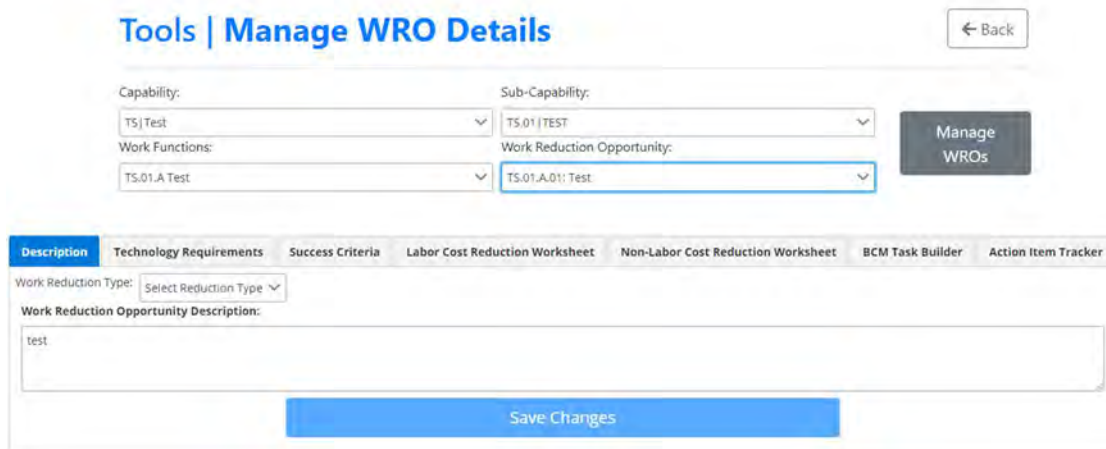 Tools | Manage WRO Details
← Back
Capability:
Sub-Capability:
TS|Test
TS.01|TEST
Manage
WROs
Work Functions:
Work Reduction Opportunity:
TS.01.A Test
TS.01.A.01: Test
Description Technology Requirements Success Criteria Labor Cost Reduction Worksheet Non-Labor Cost Reduction Worksheet BCM Task Builder Action Item Tracker
Work Reduction Type: Select Reduction Type
Work Reduction Opportunity Description:
test
Save Changes